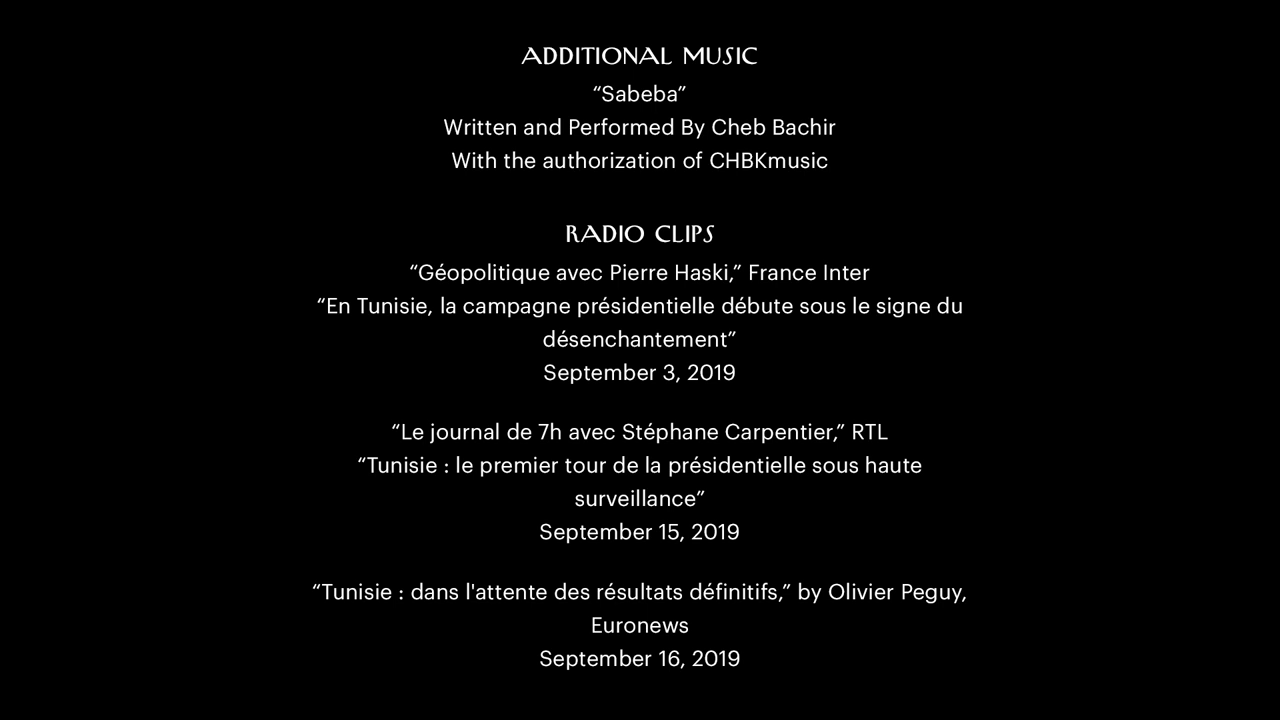 ADDITIONAL MUSIC
“Sabeba”
Written and Performed By Cheb Bachir
With the authorization of CHBKmusic
RADIO CLIPS
“Géopolitique avec Pierre Haski,” France Inter
“En Tunisie, la campagne présidentielle débute sous le signe du
désenchantement”
September 3, 2019
“Le journal de 7h avec Stéphane Carpentier,” RTL
“Tunisie : le premier tour de la présidentielle sous haute
surveillance”
September 15, 2019
“Tunisie : dans l'attente des résultats définitifs,” by Olivier Peguy,
Euronews
September 16, 2019